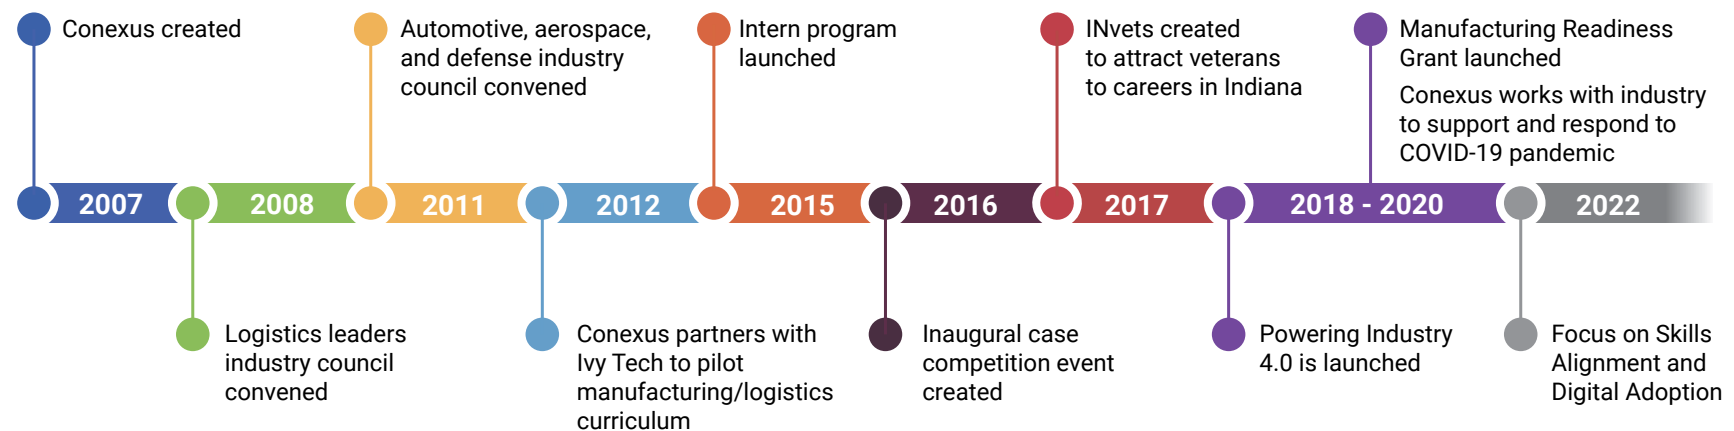 Conexus created
Automotive, aerospace,
and defense industry
council convened
Intern program
launched
INvets created
to attract veterans
to careers in Indiana
Manufacturing Readiness
Grant launched
Conexus works with industry
to support and respond to
COVID-19 pandemic
2007
2008
2011
2012
2015
2016
2017
2018 - 2020
2022
Logistics leaders
industry council
convened
Conexus partners with
Ivy Tech to pilot
manufacturing/logistics
curriculum
Inaugural case
competition event
created
Powering Industry
4.0 is launched
Focus on Skills
Alignment and
Digital Adoption